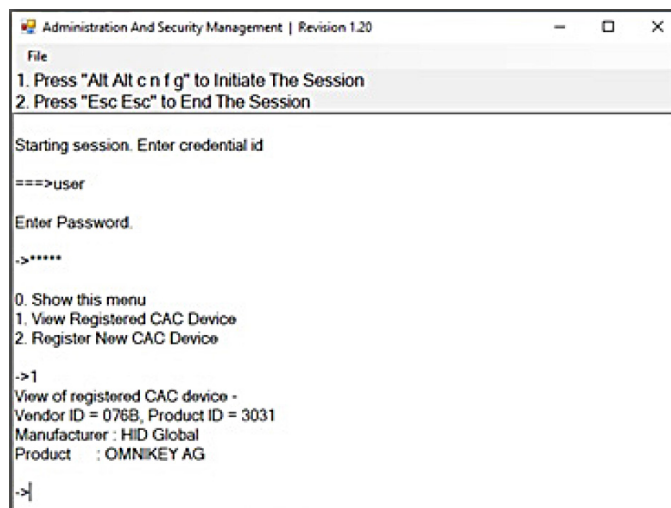 Administration And Security Management | Revision 1.20
File
1. Press "Alt Alt c n f g" to Initiate The Session
2. Press "Esc Esc" to End The Session
Starting session. Enter credential id
===>user
Enter Password.
->*****
0. Show this menu
1. View Registered CAC Device
2. Register New CAC Device
->1
View of registered CAC device -
Vendor ID = 076B, Product ID = 3031
Manufacturer : HID Global
Product : OMNIKEY AG
->